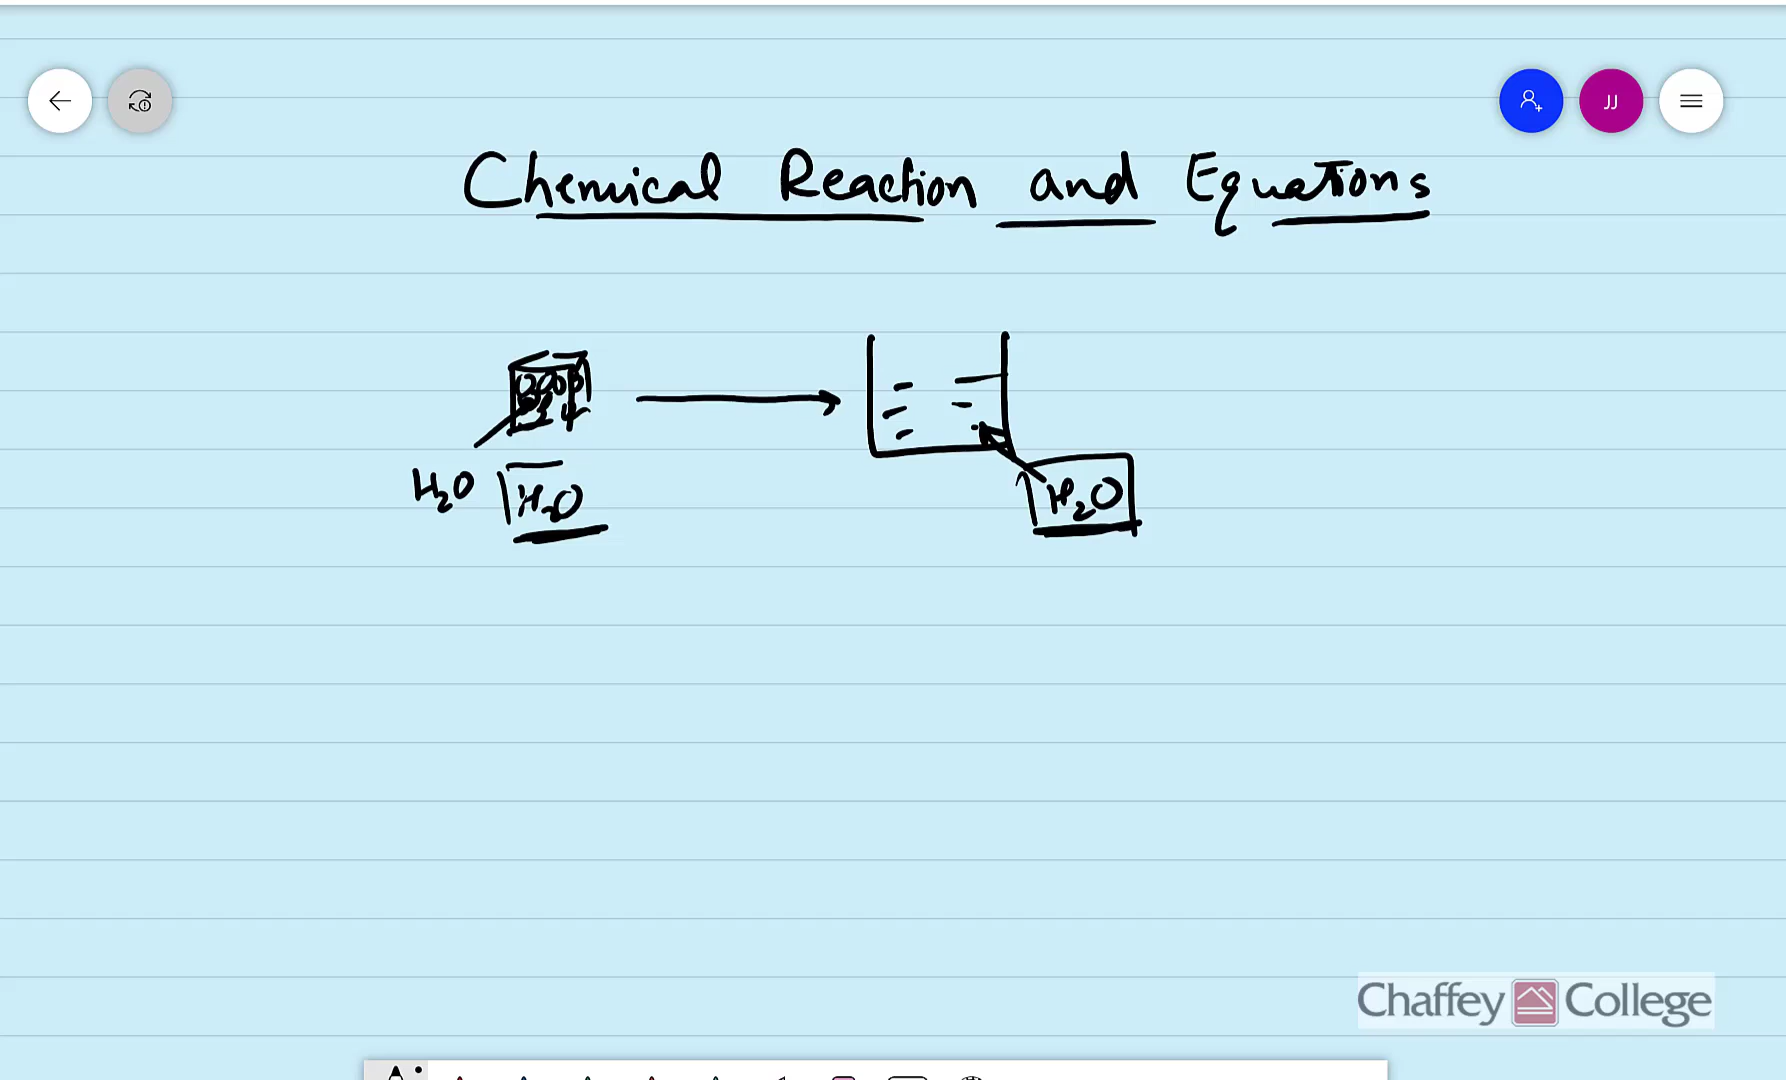 JJ
Chemical Reaction and Equations
H₂O H₂O
H₂O
Chaffey College